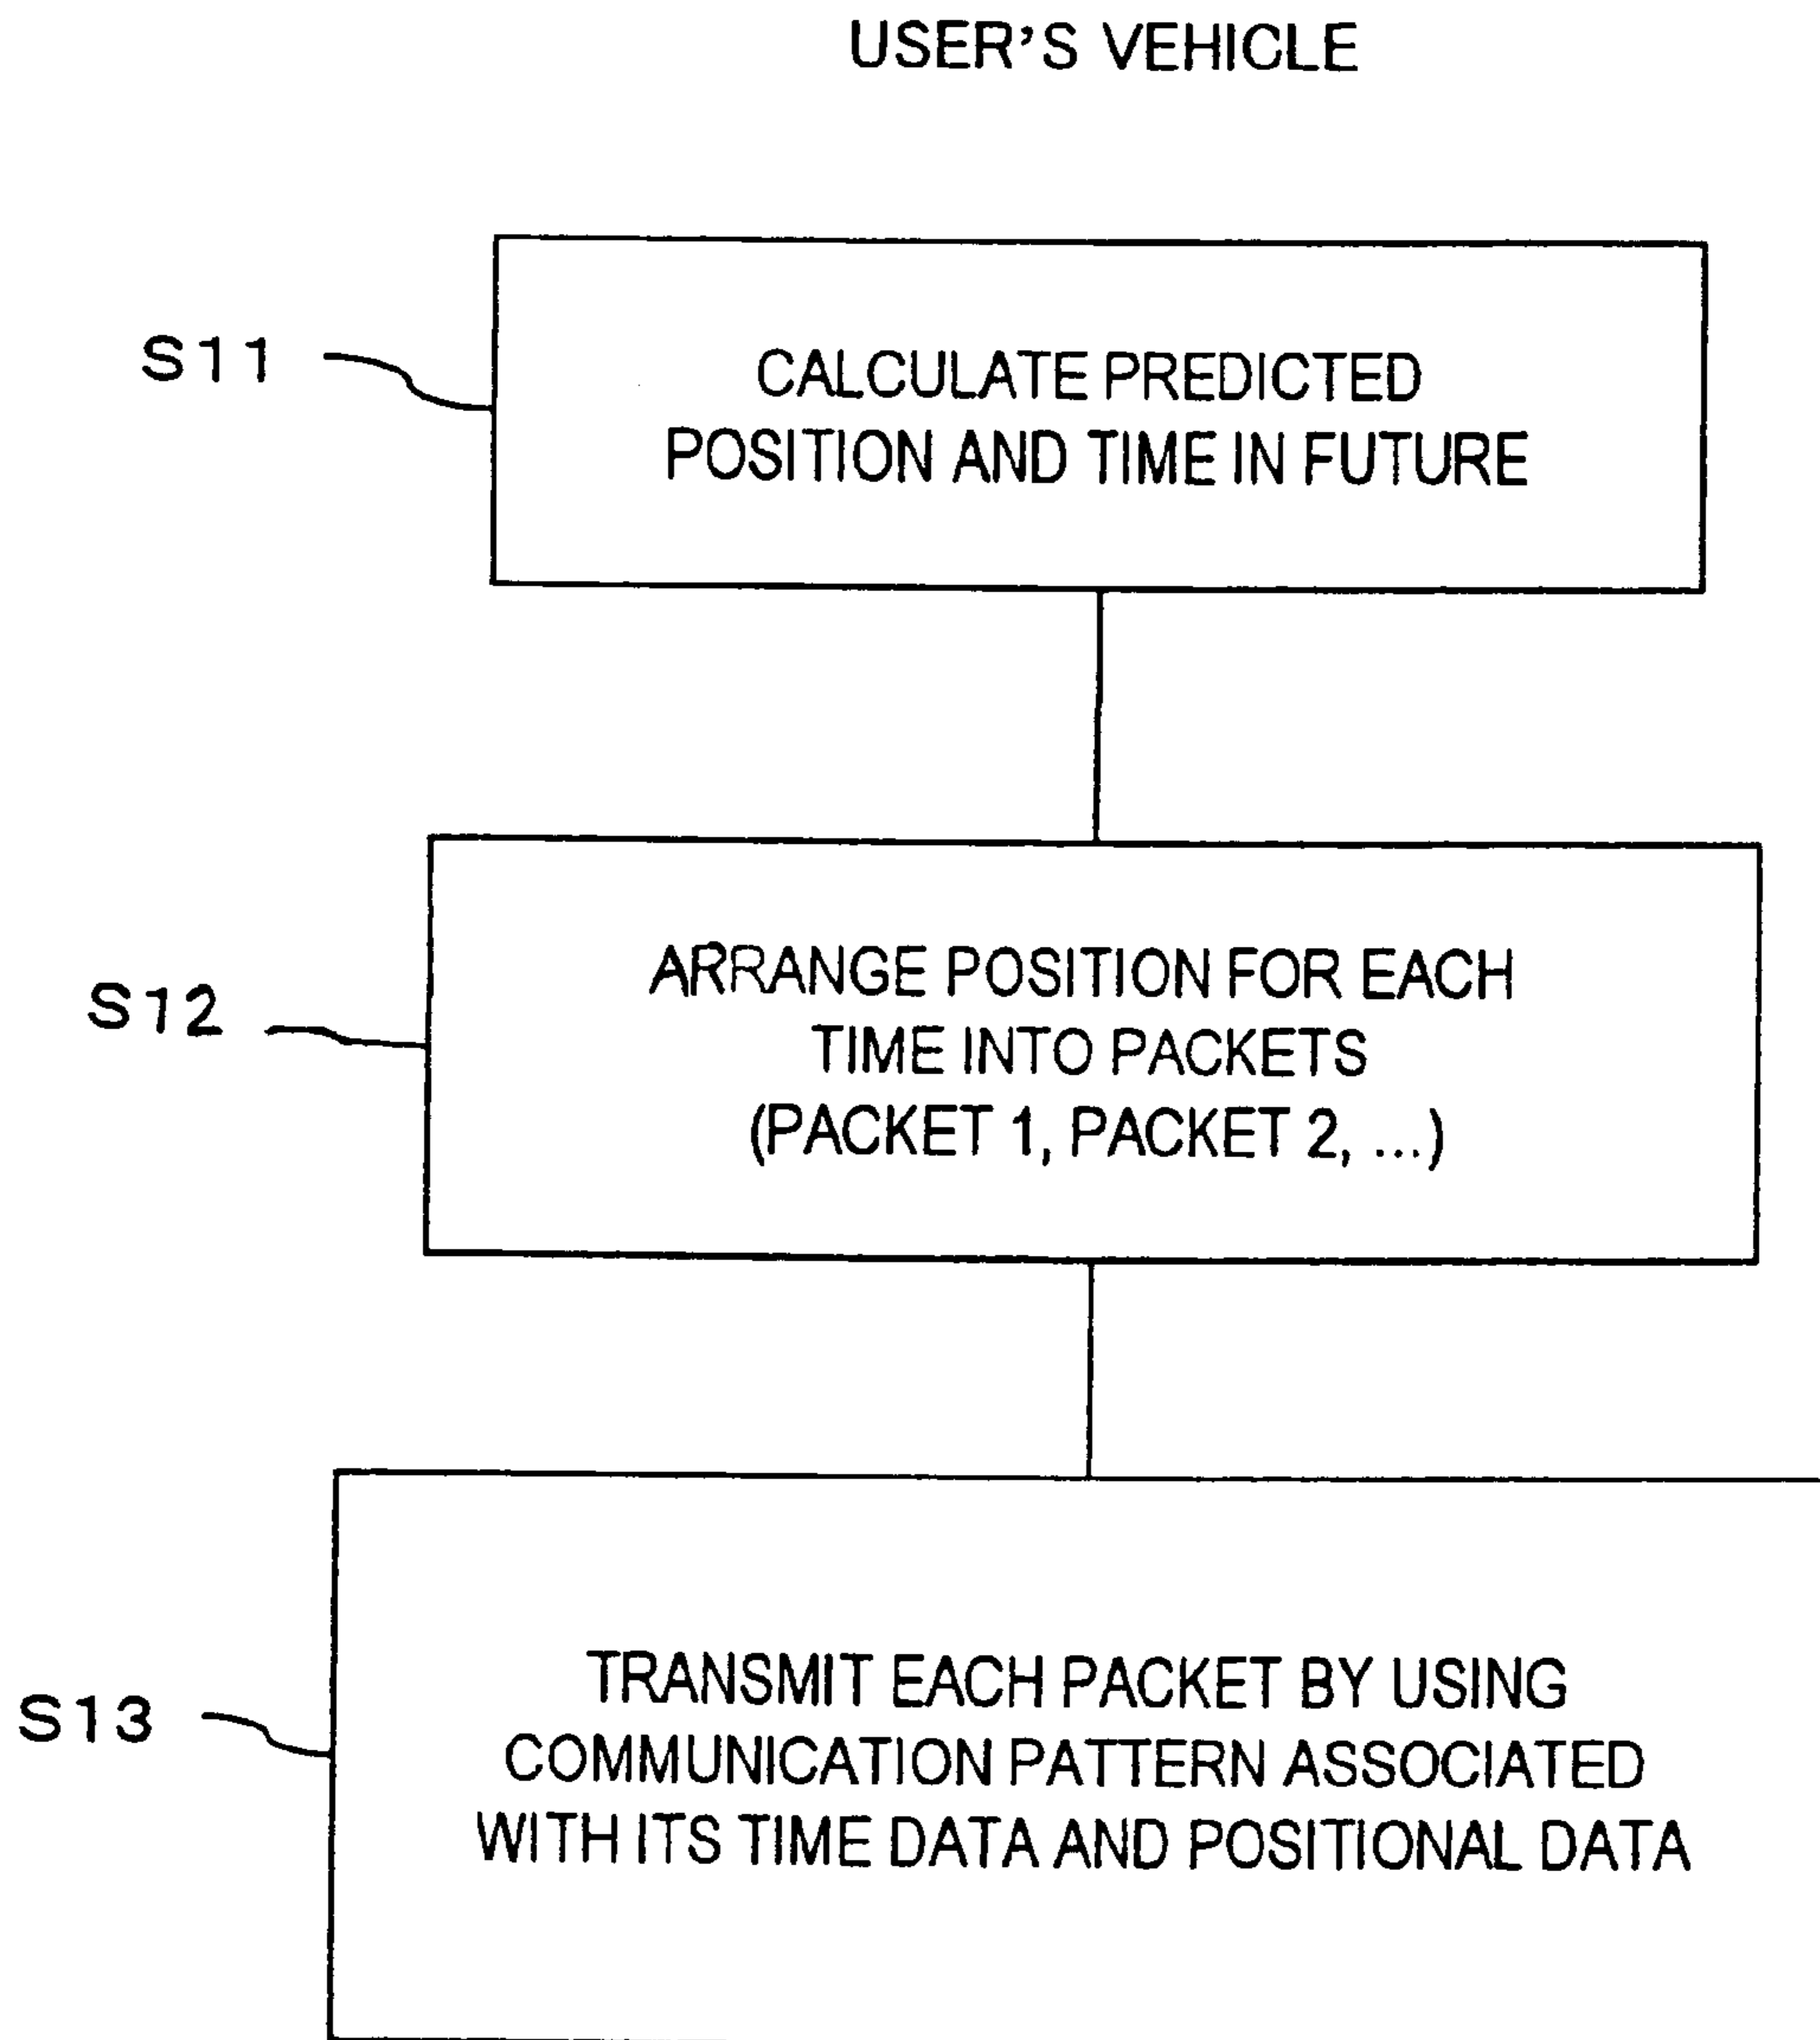 USER'S VEHICLE
S11
CALCULATE PREDICTED
POSITION AND TIME IN FUTURE
S12
ARRANGE POSITION FOR EACH
TIME INTO PACKETS
(PACKET 1, PACKET 2, ...)
S13
TRANSMIT EACH PACKET BY USING
COMMUNICATION PATTERN ASSOCIATED
WITH ITS TIME DATA AND POSITIONAL DATA